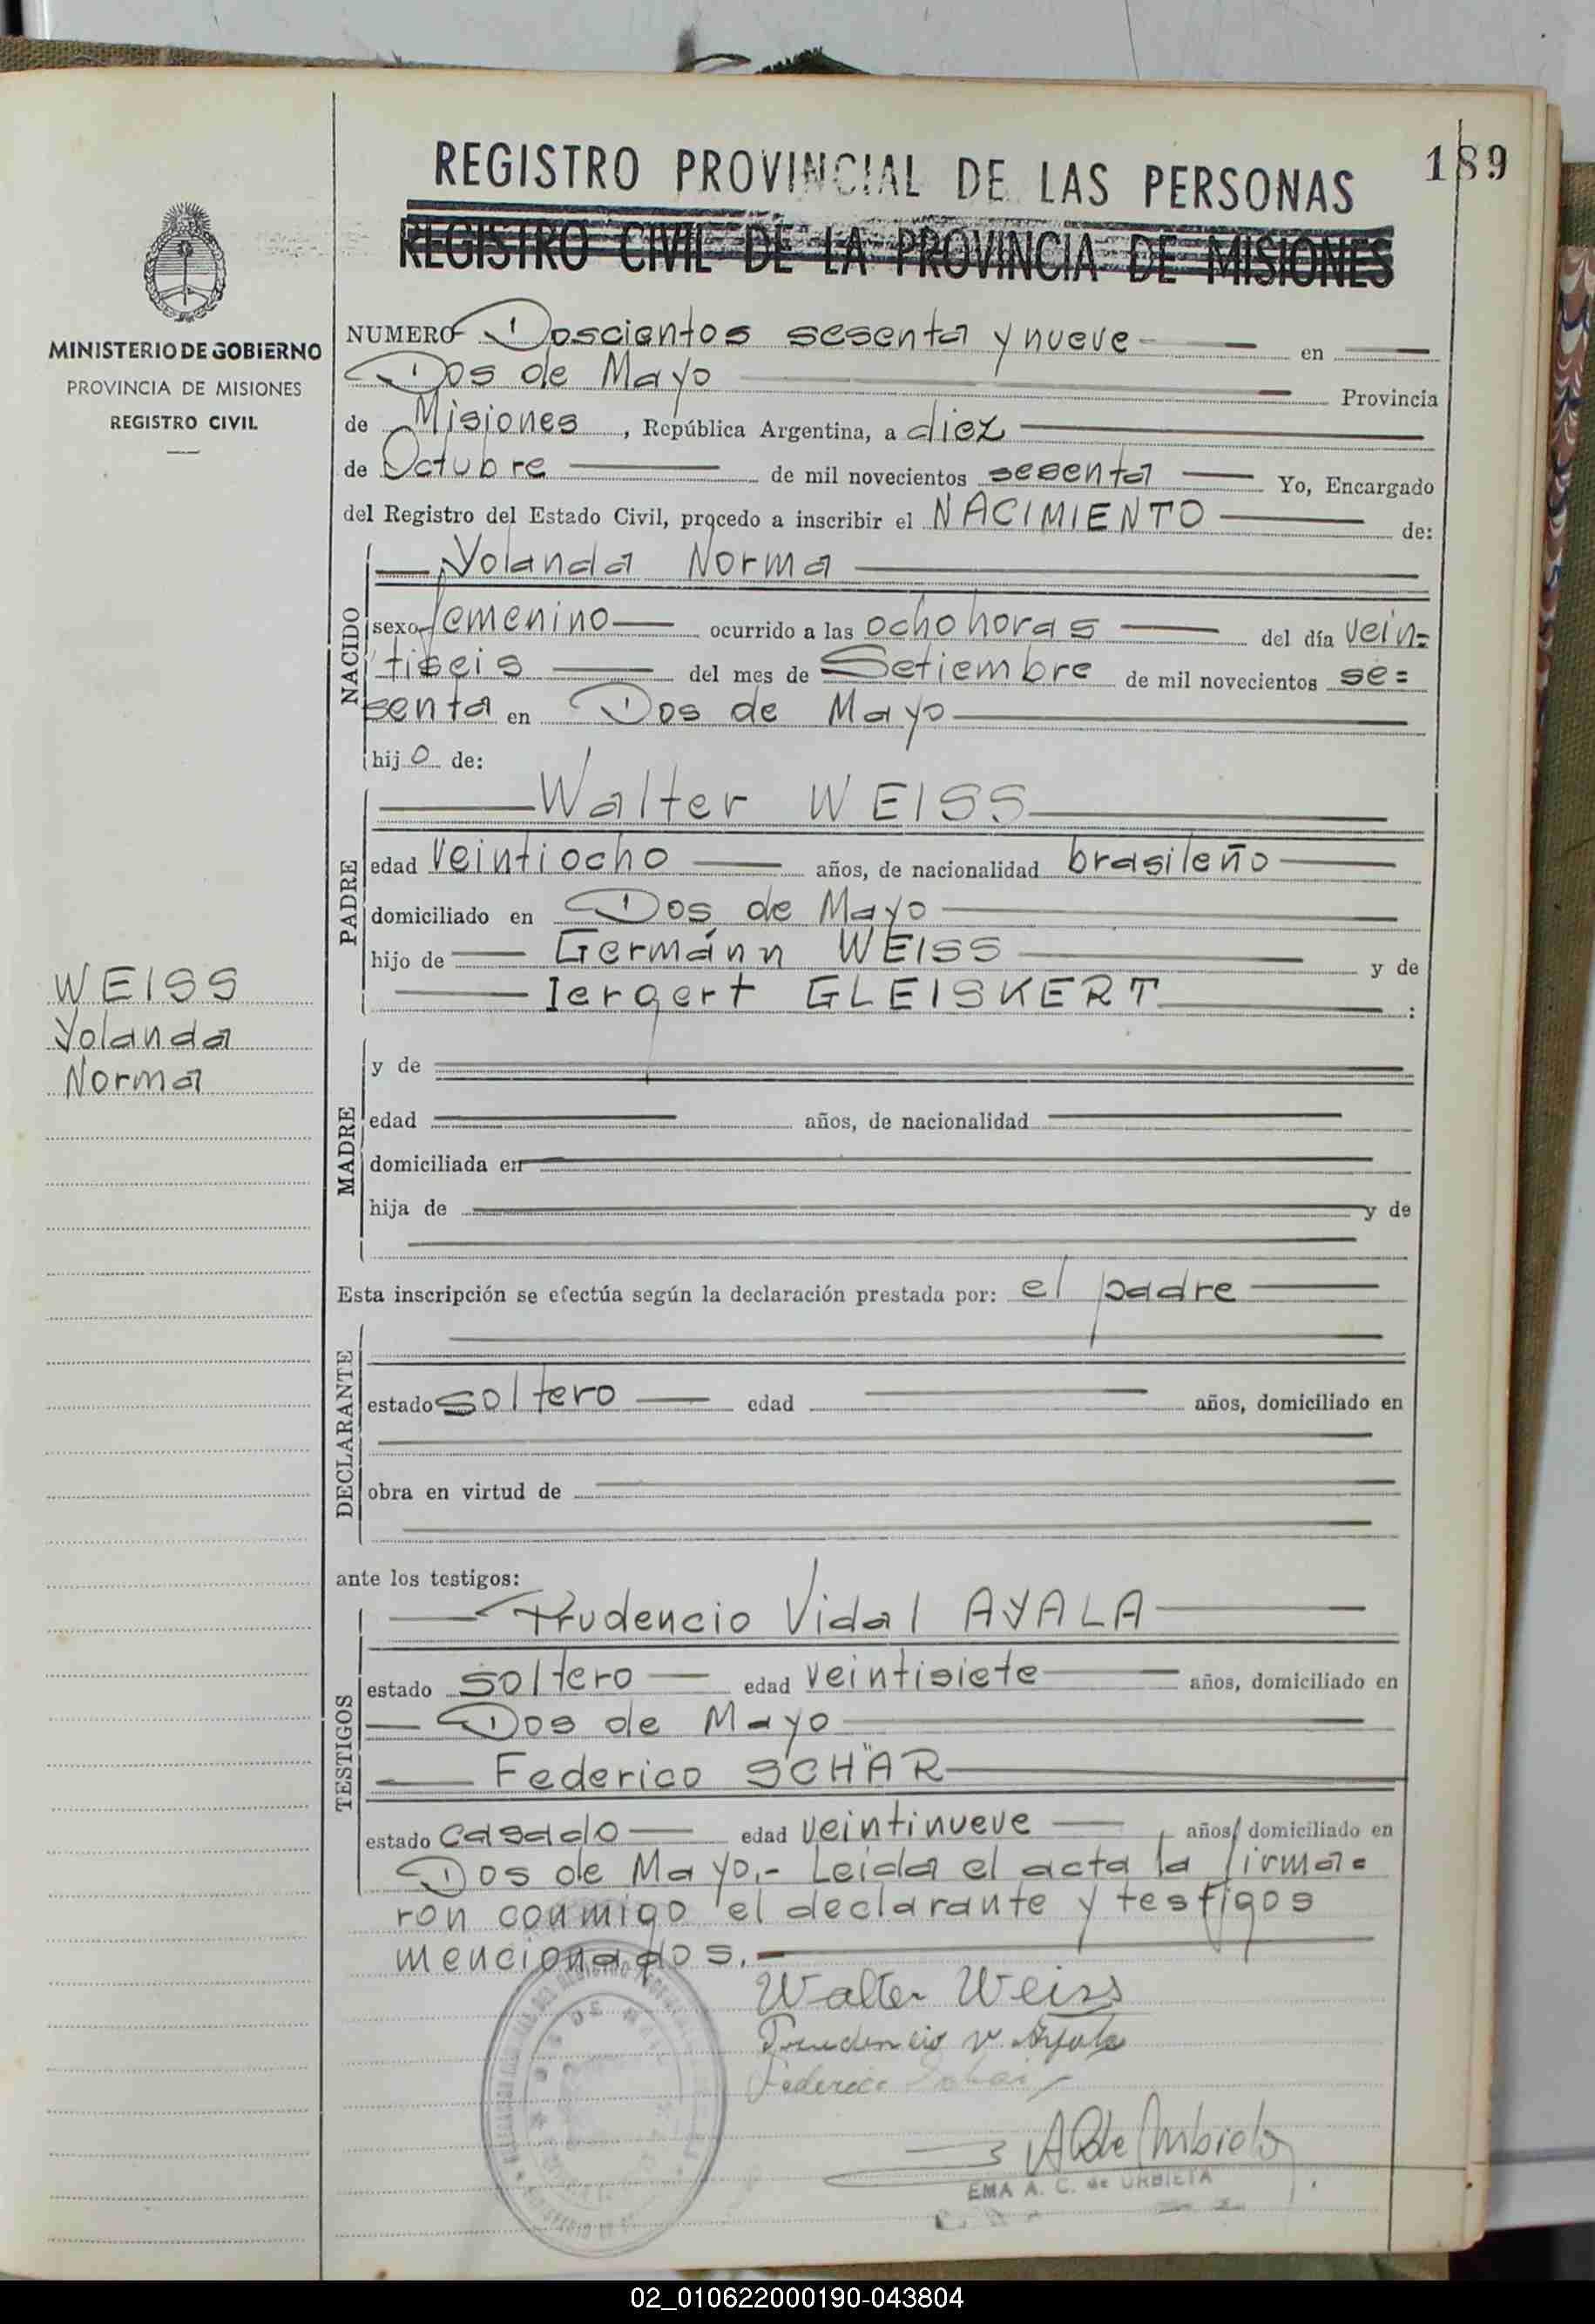 189
REGISTRO PROVINCIAL DE LAS PERSONAS
REGISTRO CIVIL DE LA PROVINCIA DE MISIONES
MINISTERIO DE GOBIERNO
PROVINCIA DE MISIONES
REGISTRO CIVIL
NUMERO Doscientos sesenta y nueve en
Dos de Mayo Provincia
de Misiones, República Argentina, a diez
de Octubre de mil novecientos sesenta Yo, Encargado
del Registro del Estado Civil, procedo a inscribir el NACIMIENTO de:
NACIDO
Yolanda Norma
sexo femenino ocurrido a las ocho horas del día vein=
tiseis del mes de Setiembre de mil novecientos se=
senta en Dos de Mayo
hijo de:
PADRE
Walter WEISS
edad veintiocho años, de nacionalidad brasileño
domiciliado en Dos de Mayo
hijo de Germánn WEISS y de
Iergert GLEISKERT :
WEISS
Yolanda
Norma
MADRE
y de
edad años, de nacionalidad
domiciliada en
hija de y de
Esta inscripción se efectúa según la declaración prestada por: el padre
DECLARANTE
estado soltero edad años, domiciliado en
obra en virtud de
ante los testigos:
TESTIGOS
Prudencio Vidal AYALA
estado soltero edad veintisiete años, domiciliado en
Dos de Mayo
Federico SCHÄR
estado casado edad veintinueve años, domiciliado en
Dos de Mayo.- Leida el acta la firma=
ron conmigo el declarante y testigos
mencionados.
Walter Weiss
Prudencio V Ayala
Federico
EMA A. C. de URBIETA
02_010622000190-043804